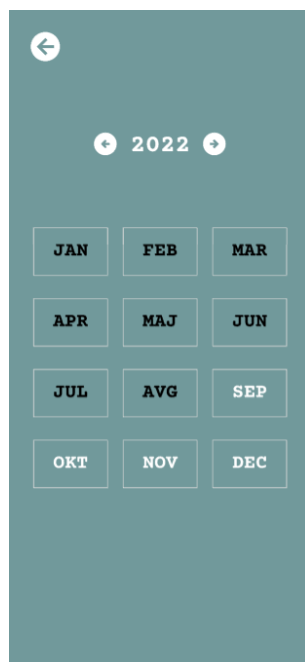 2022
JAN FEB MAR
APR MAJ JUN
JUL AVG SEP
OKT NOV DEC